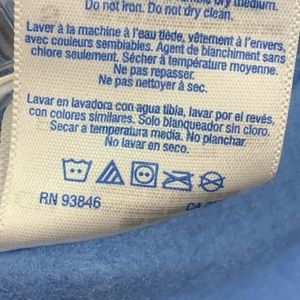 dry medium.
Do not iron. Do not dry clean.
Laver à la machine à l'eau tiède, vêtement à l'envers,
avec couleurs semblables. Agent de blanchiment sans
chlore seulement. Sécher à température moyenne.
Ne pas repasser.
Ne pas nettoyer à sec.
Lavar en lavadora con agua tibia, lavar por el revés,
con colores similares. Solo blanqueador sin cloro.
Secar a temperatura media. No planchar.
No lavar en seco.
RN 93846
CA